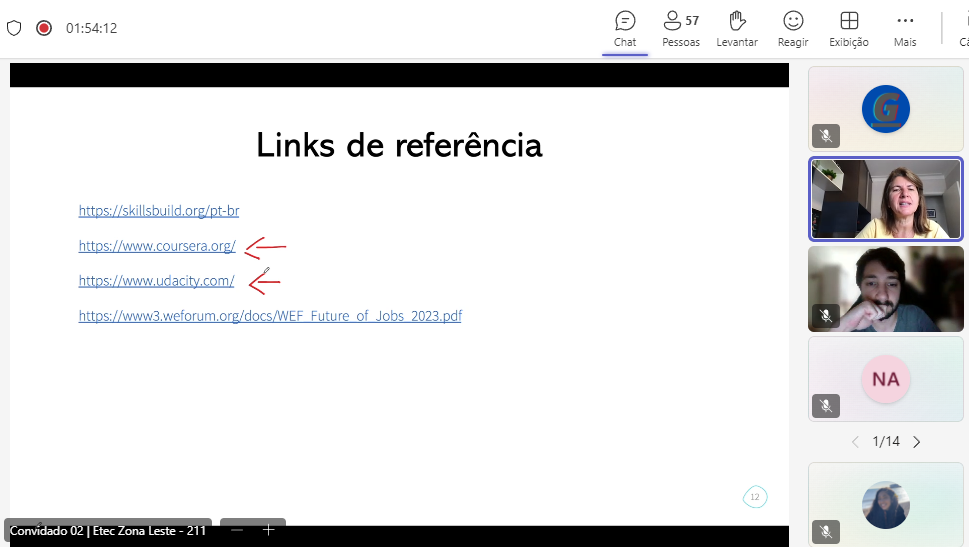 01:54:12
57
Chat
Pessoas
Levantar
Reagir
Exibição
Mais
Links de referência
https://skillsbuild.org/pt-br
https://www.coursera.org/
https://www.udacity.com/
https://www3.weforum.org/docs/WEF_Future_of_Jobs_2023.pdf
12
Convidado 02 | Etec Zona Leste - 211
G
NA
1/14